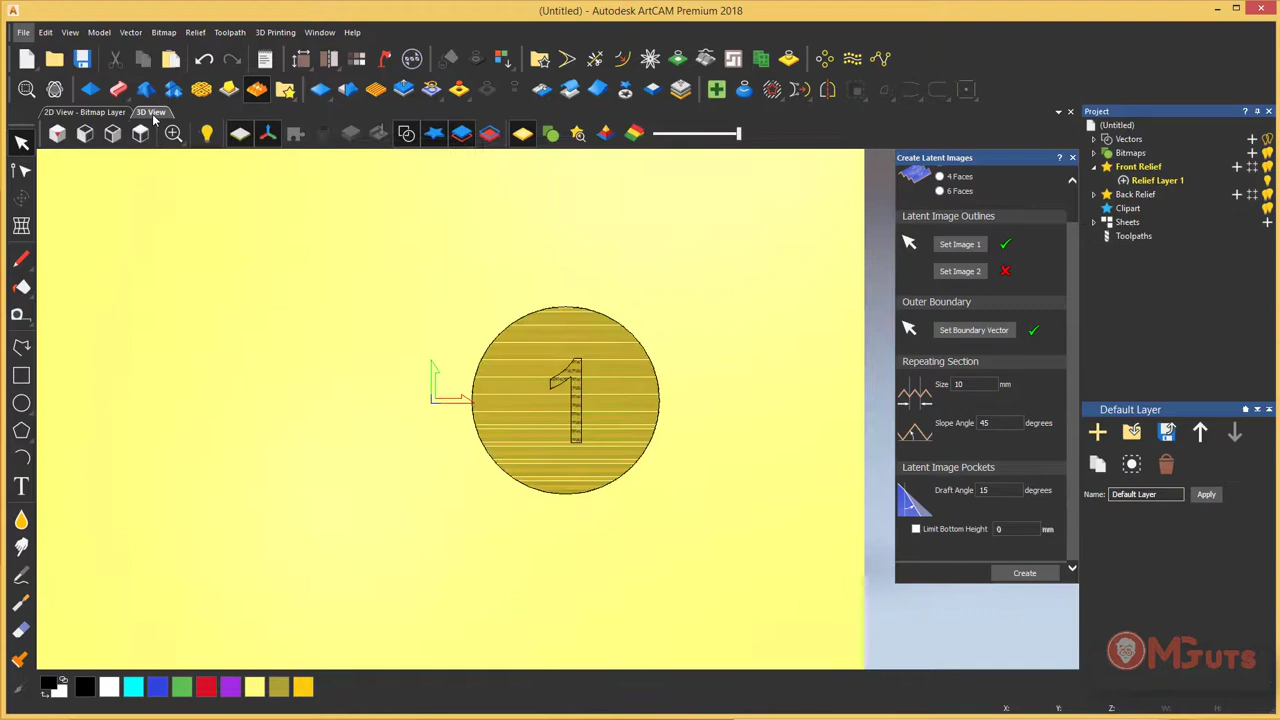 (Untitled) - Autodesk ArtCAM Premium 2018
File Edit View Model Vector Bitmap Relief Toolpath 3D Printing Window Help
2D View - Bitmap Layer 3D View
Create Latent Images
4 Faces
6 Faces
Latent Image Outlines
Set Image 1
Set Image 2
Outer Boundary
Set Boundary Vector
Repeating Section
Size 10 mm
Slope Angle 45 degrees
Latent Image Pockets
Draft Angle 15 degrees
Limit Bottom Height 0 mm
Create
1
Project
(Untitled)
Vectors
Bitmaps
Front Relief
Relief Layer 1
Back Relief
Clipart
Sheets
Toolpaths
Default Layer
Name: Default Layer Apply
MGuts
X: Y: Z: W: H: